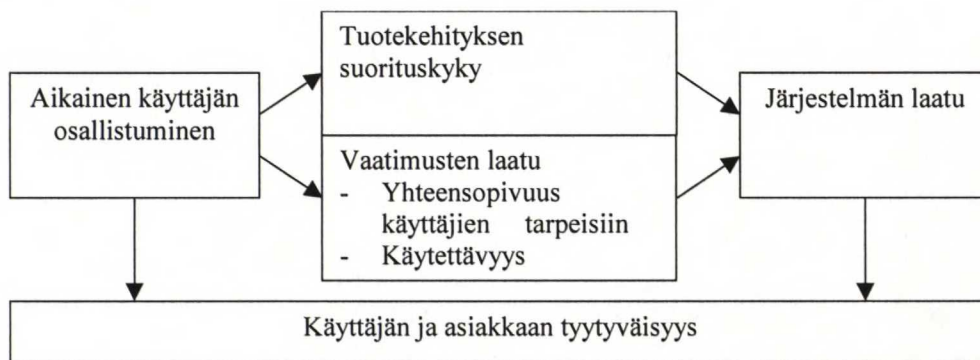 Aikainen käyttäjän
osallistuminen
Tuotekehityksen
suorituskyky
Vaatimusten laatu
- Yhteensopivuus
käyttäjien tarpeisiin
- Käytettävyys
Järjestelmän laatu
Käyttäjän ja asiakkaan tyytyväisyys